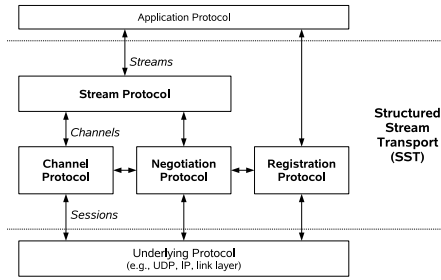 Application Protocol
Streams
Stream Protocol
Structured
Stream
Transport
(SST)
Channels
Channel
Protocol
Negotiation
Protocol
Registration
Protocol
Sessions
Underlying Protocol
(e.g., UDP, IP, link layer)